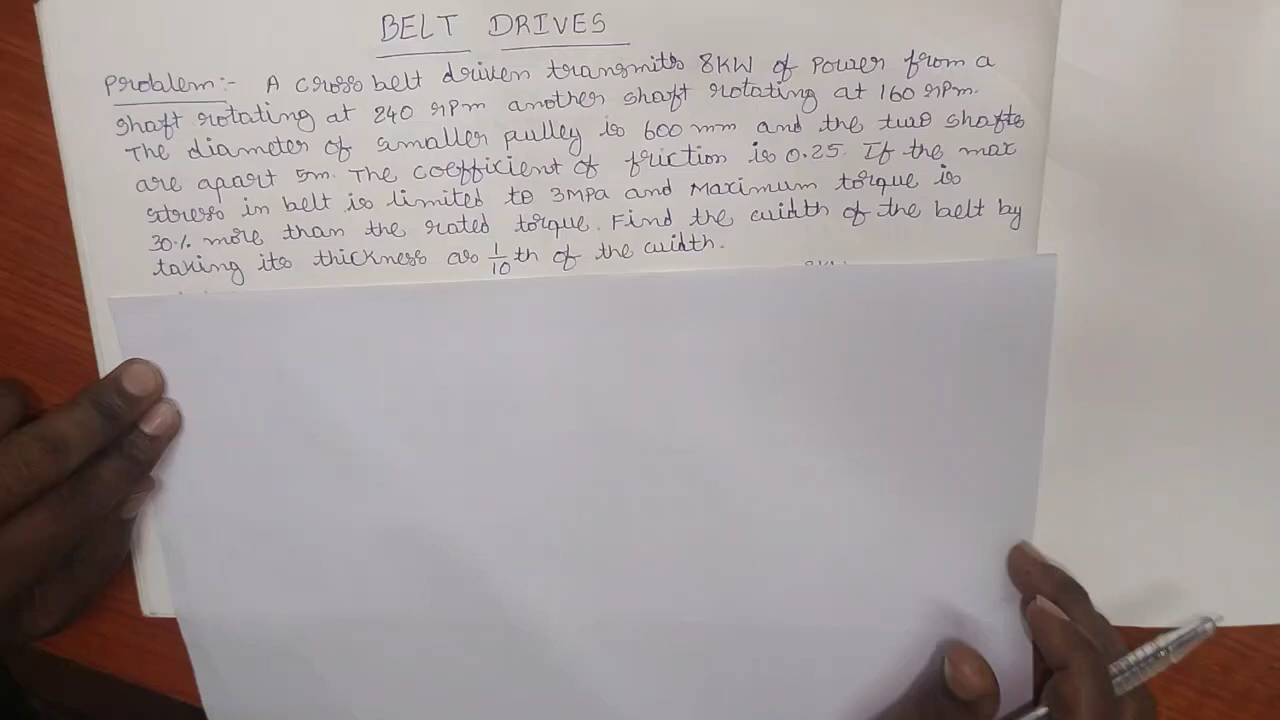 BELT DRIVES
Problem:- A cross belt driven transmits 8KW of Power from a
shaft rotating at 240 rpm another shaft rotating at 160 rpm.
The diameter of smaller pulley is 600 mm and the two shafts
are apart 5m. The coefficient of friction is 0.25. If the max
stress in belt is limited to 3MPa and Maximum torque is
30% more than the rated torque. Find the width of the belt by
taking its thickness as 1/10 th of the width.